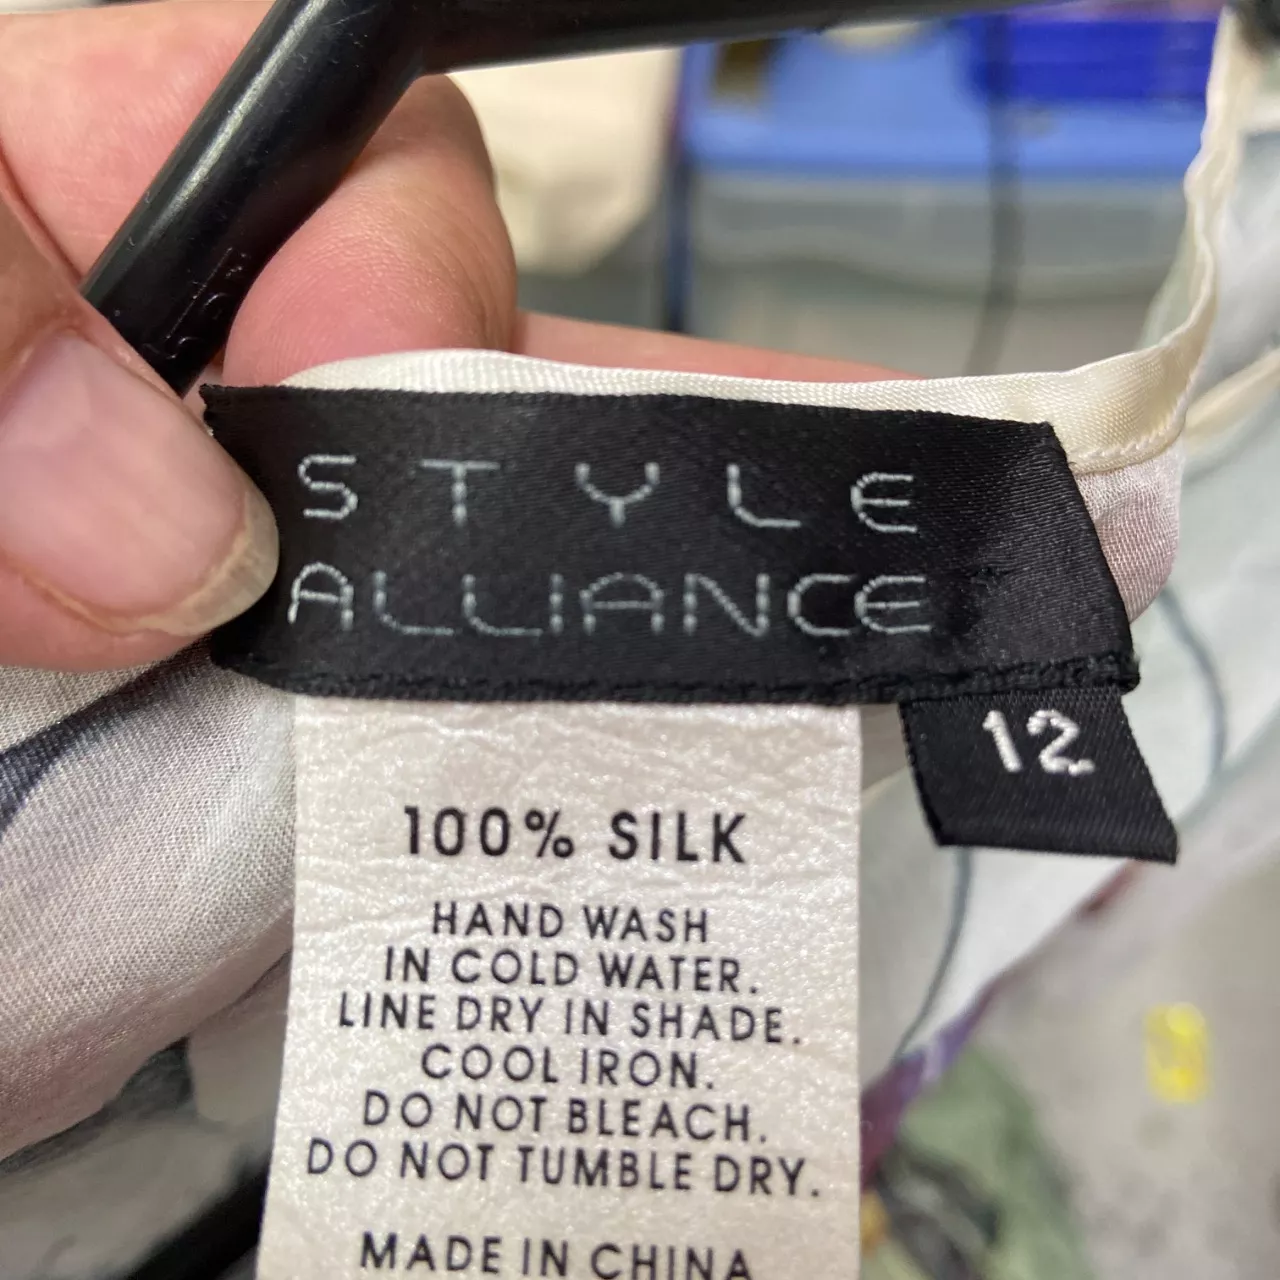 STYLE
ALLIANCE
12
100% SILK
HAND WASH
IN COLD WATER.
LINE DRY IN SHADE.
COOL IRON.
DO NOT BLEACH.
DO NOT TUMBLE DRY.
MADE IN CHINA